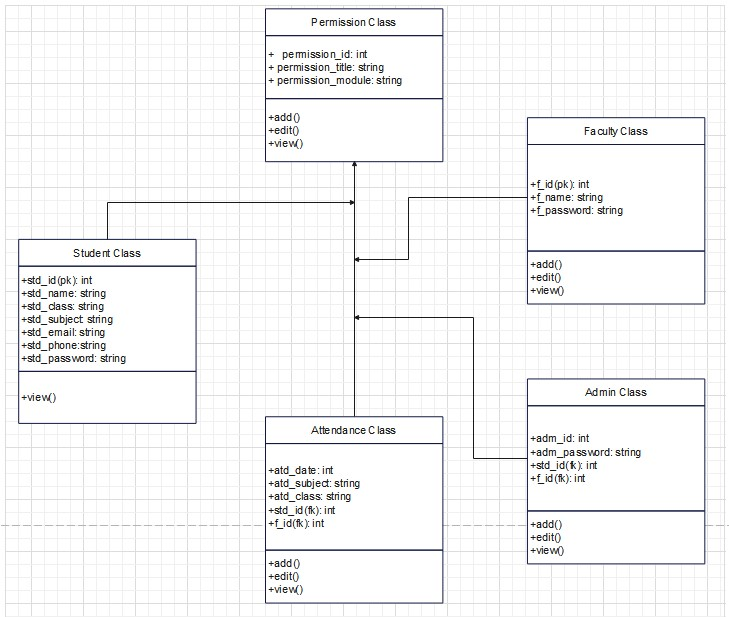 Permission Class
+ permission_id: int
+ permission_title: string
+ permission_module: string
+add()
+edit()
+view()
Faculty Class
+f_id(pk): int
+f_name: string
+f_password: string
+add()
+edit()
+view()
Student Class
+std_id(pk): int
+std_name: string
+std_class: string
+std_subject: string
+std_email: string
+std_phone:string
+std_password: string
+view()
Attendance Class
+atd_date: int
+atd_subject: string
+atd_class: string
+std_id(fk): int
+f_id(fk): int
+add()
+edit()
+view()
Admin Class
+adm_id: int
+adm_password: string
+std_id(fk): int
+f_id(fk): int
+add()
+edit()
+view()